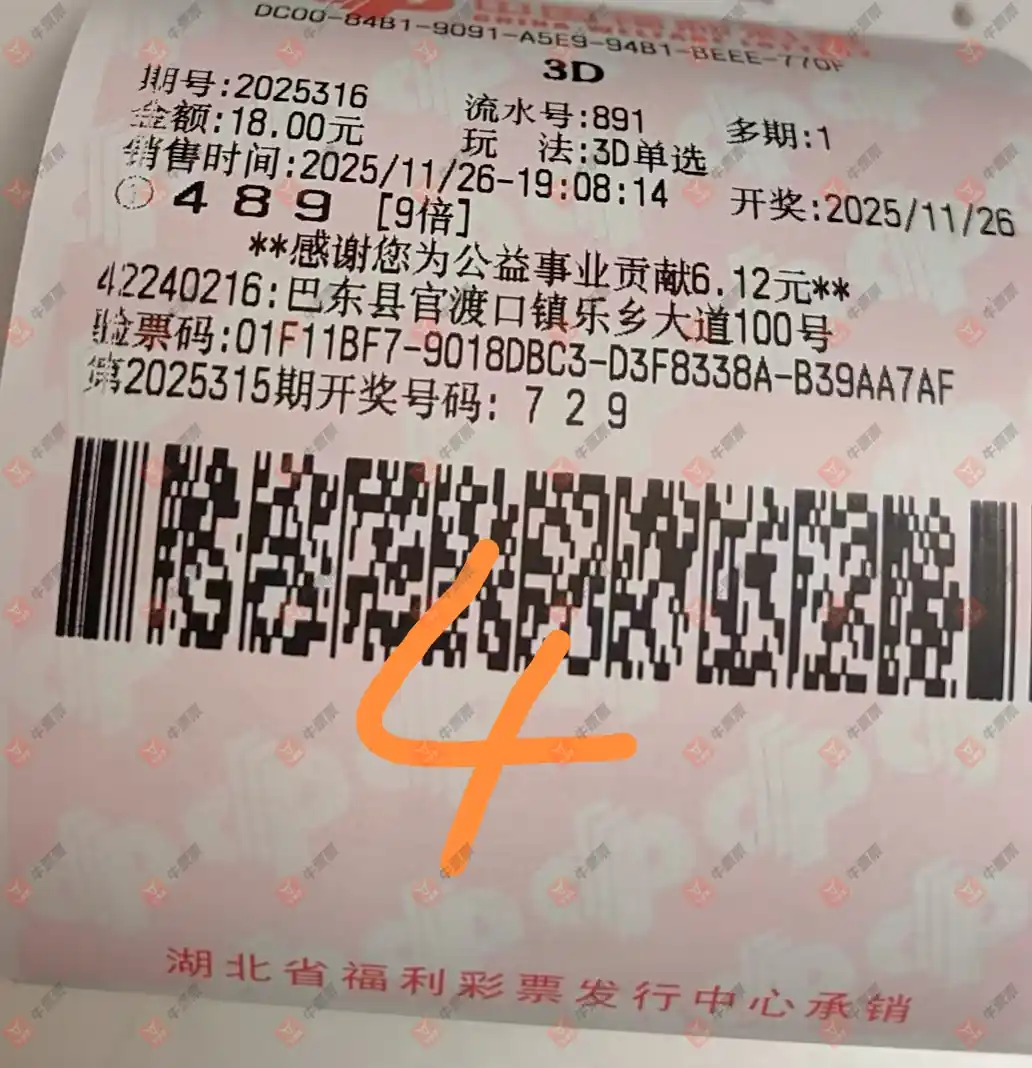 DC00-84B1-9091-A5E9-94B1-BEEE-770F
3D
期号:2025316 流水号:891 多期:1
金额:18.00元 玩 法:3D单选
销售时间:2025/11/26-19:08:14 开奖:2025/11/26
① 4 8 9 [9倍]
**感谢您为公益事业贡献6.12元**
42240216:巴东县官渡口镇乐乡大道100号
验票码:01F11BF7-9018DBC3-D3F8338A-B39AA7AF
第2025315期开奖号码: 7 2 9
4
湖北省福利彩票发行中心承销